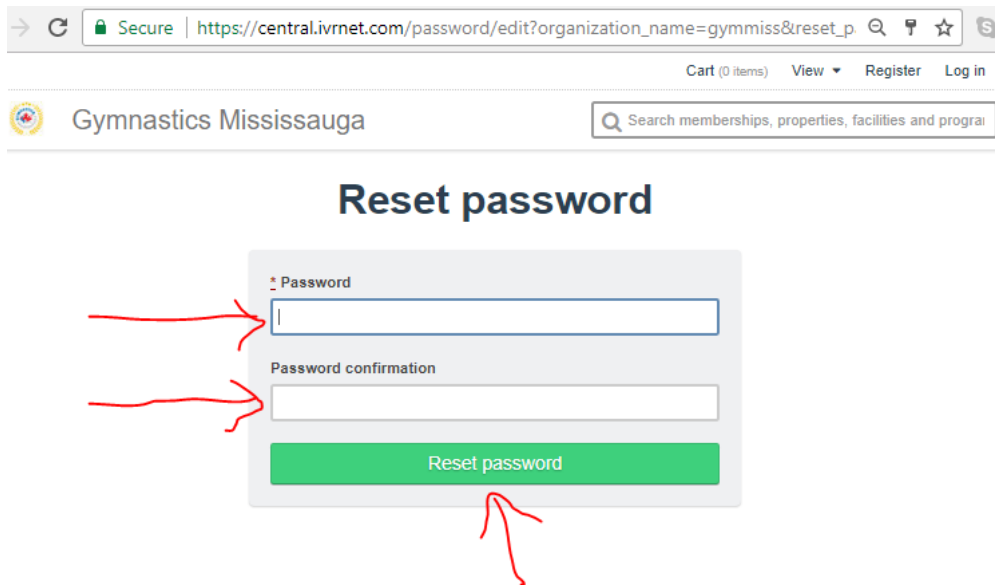 Secure | https://central.ivrnet.com/password/edit?organization_name=gymmiss&reset_p
Cart (0 items) View Register Log in
Gymnastics Mississauga
Search memberships, properties, facilities and progra
Reset password
* Password
Password confirmation
Reset password